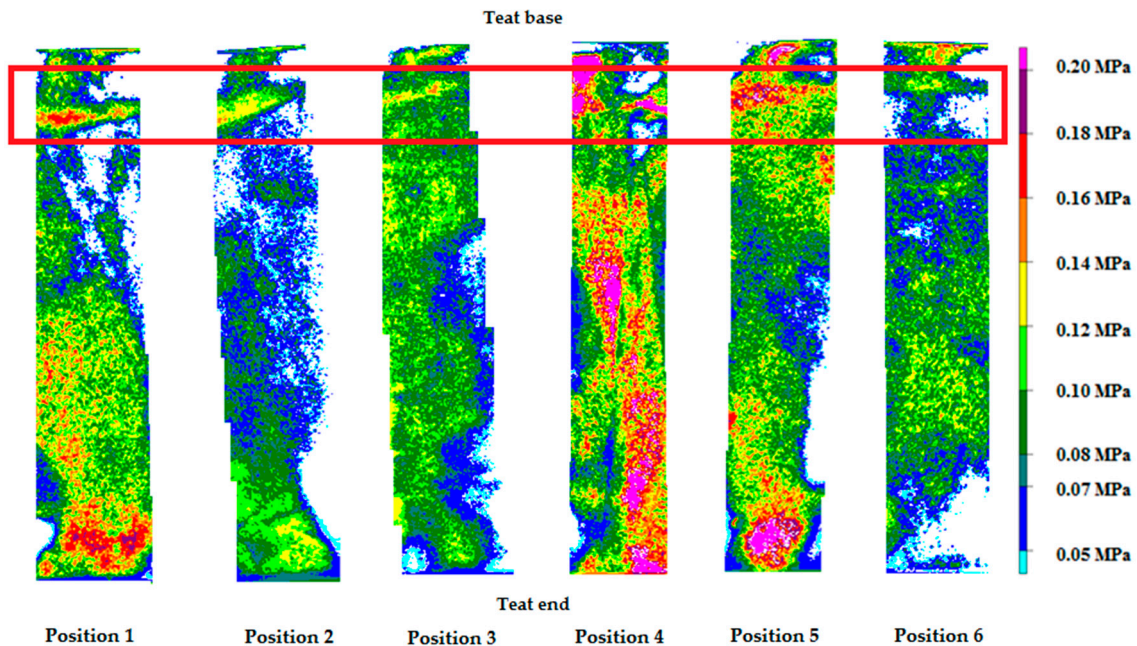 Teat base
0.20 MPa
0.18 MPa
0.16 MPa
0.14 MPa
0.12 MPa
0.10 MPa
0.08 MPa
0.07 MPa
0.05 MPa
Teat end
Position 1 Position 2 Position 3 Position 4 Position 5 Position 6